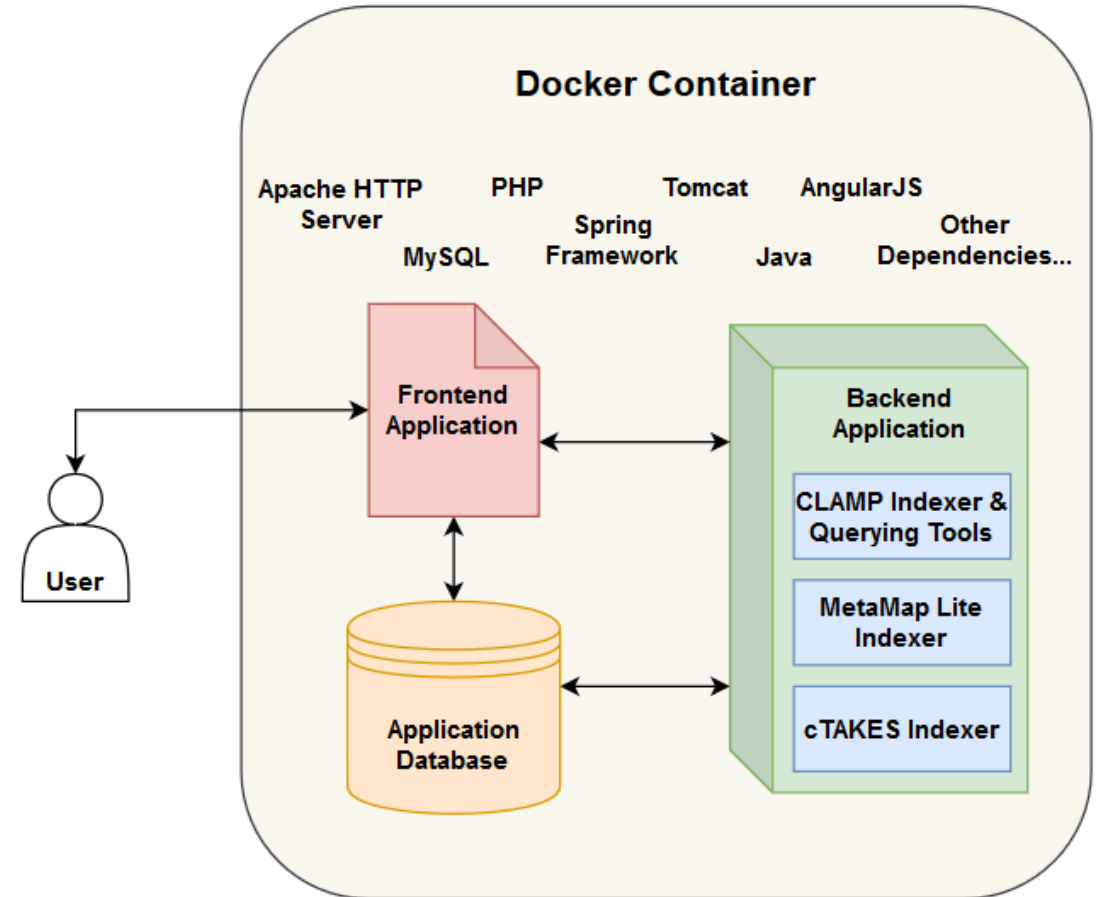 Docker Container
Apache HTTP
Server
PHP
Tomcat
AngularJS
MySQL
Spring
Framework
Java
Other
Dependencies...
Frontend
Application
Backend
Application
CLAMP Indexer &
Querying Tools
MetaMap Lite
Indexer
cTAKES Indexer
User
Application
Database